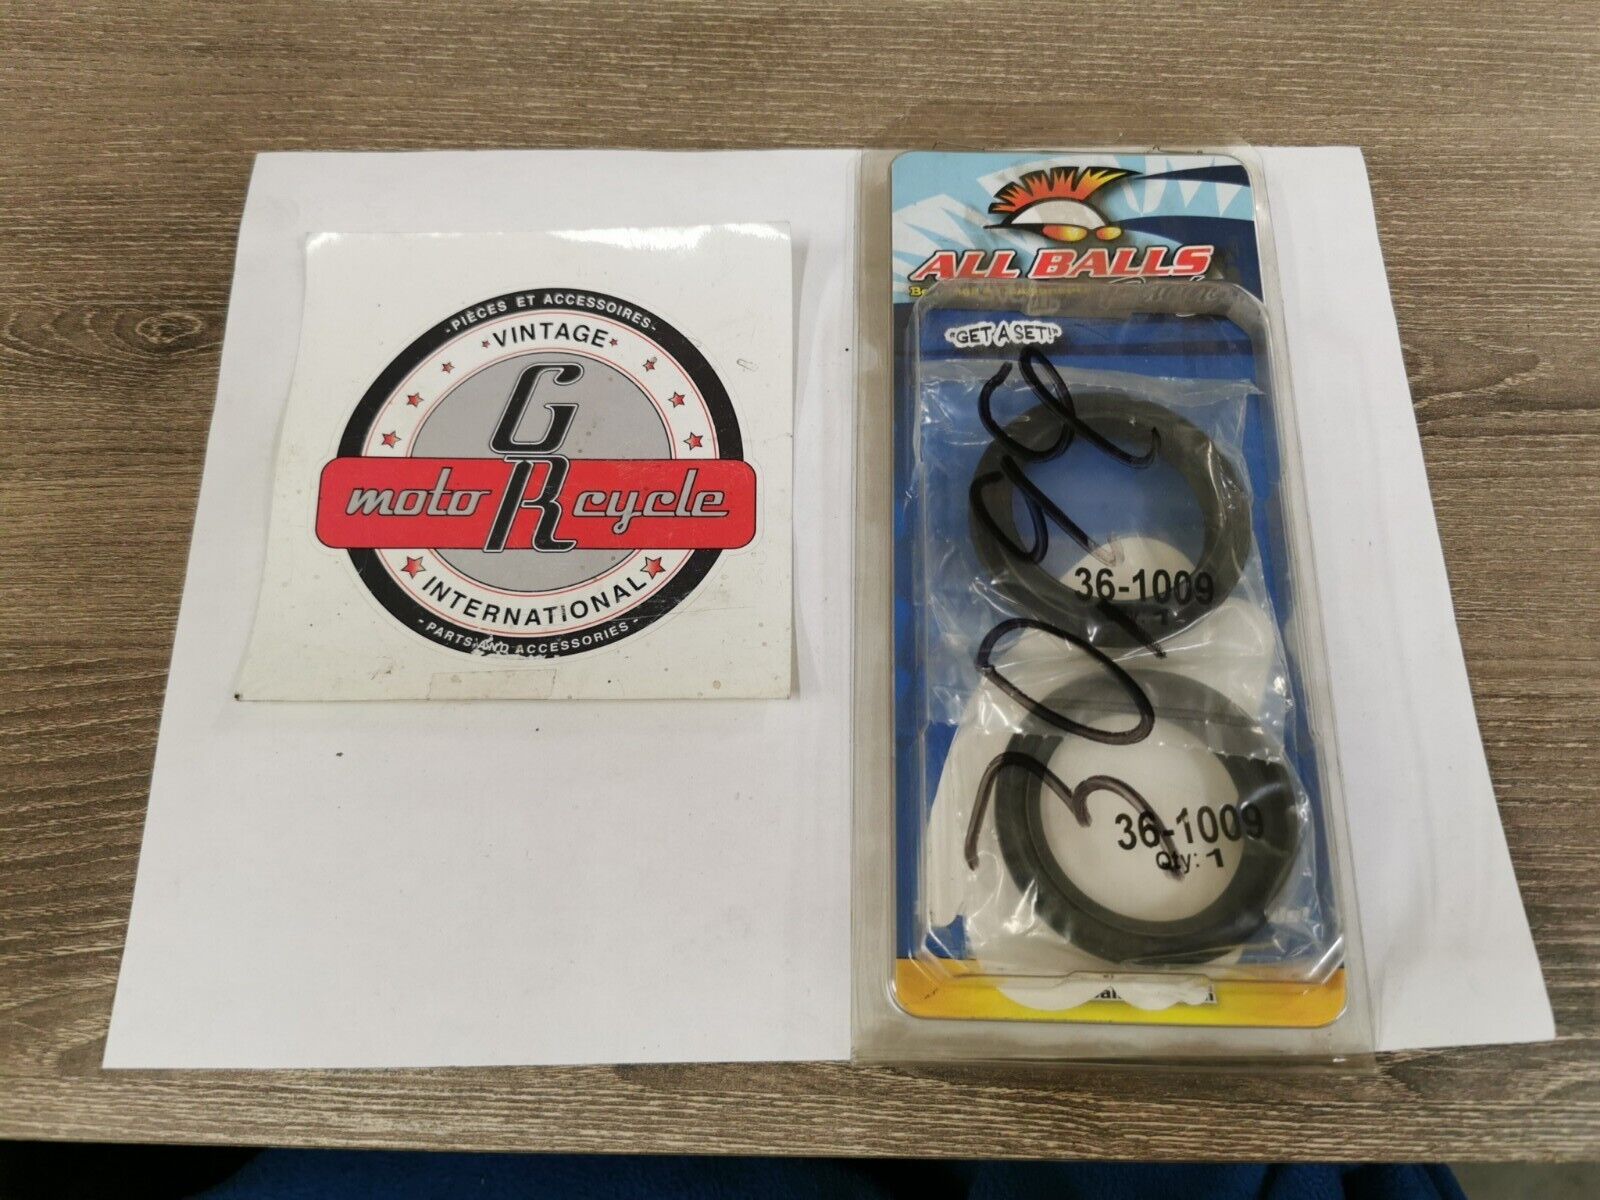 -PIÈCES ET ACCESSOIRES-
VINTAGE
GR
moto cycle
INTERNATIONAL
-PARTS AND ACCESSORIES-
ALL BALLS
"GET A SET!"
36-1009
36-1009
Qty: 1